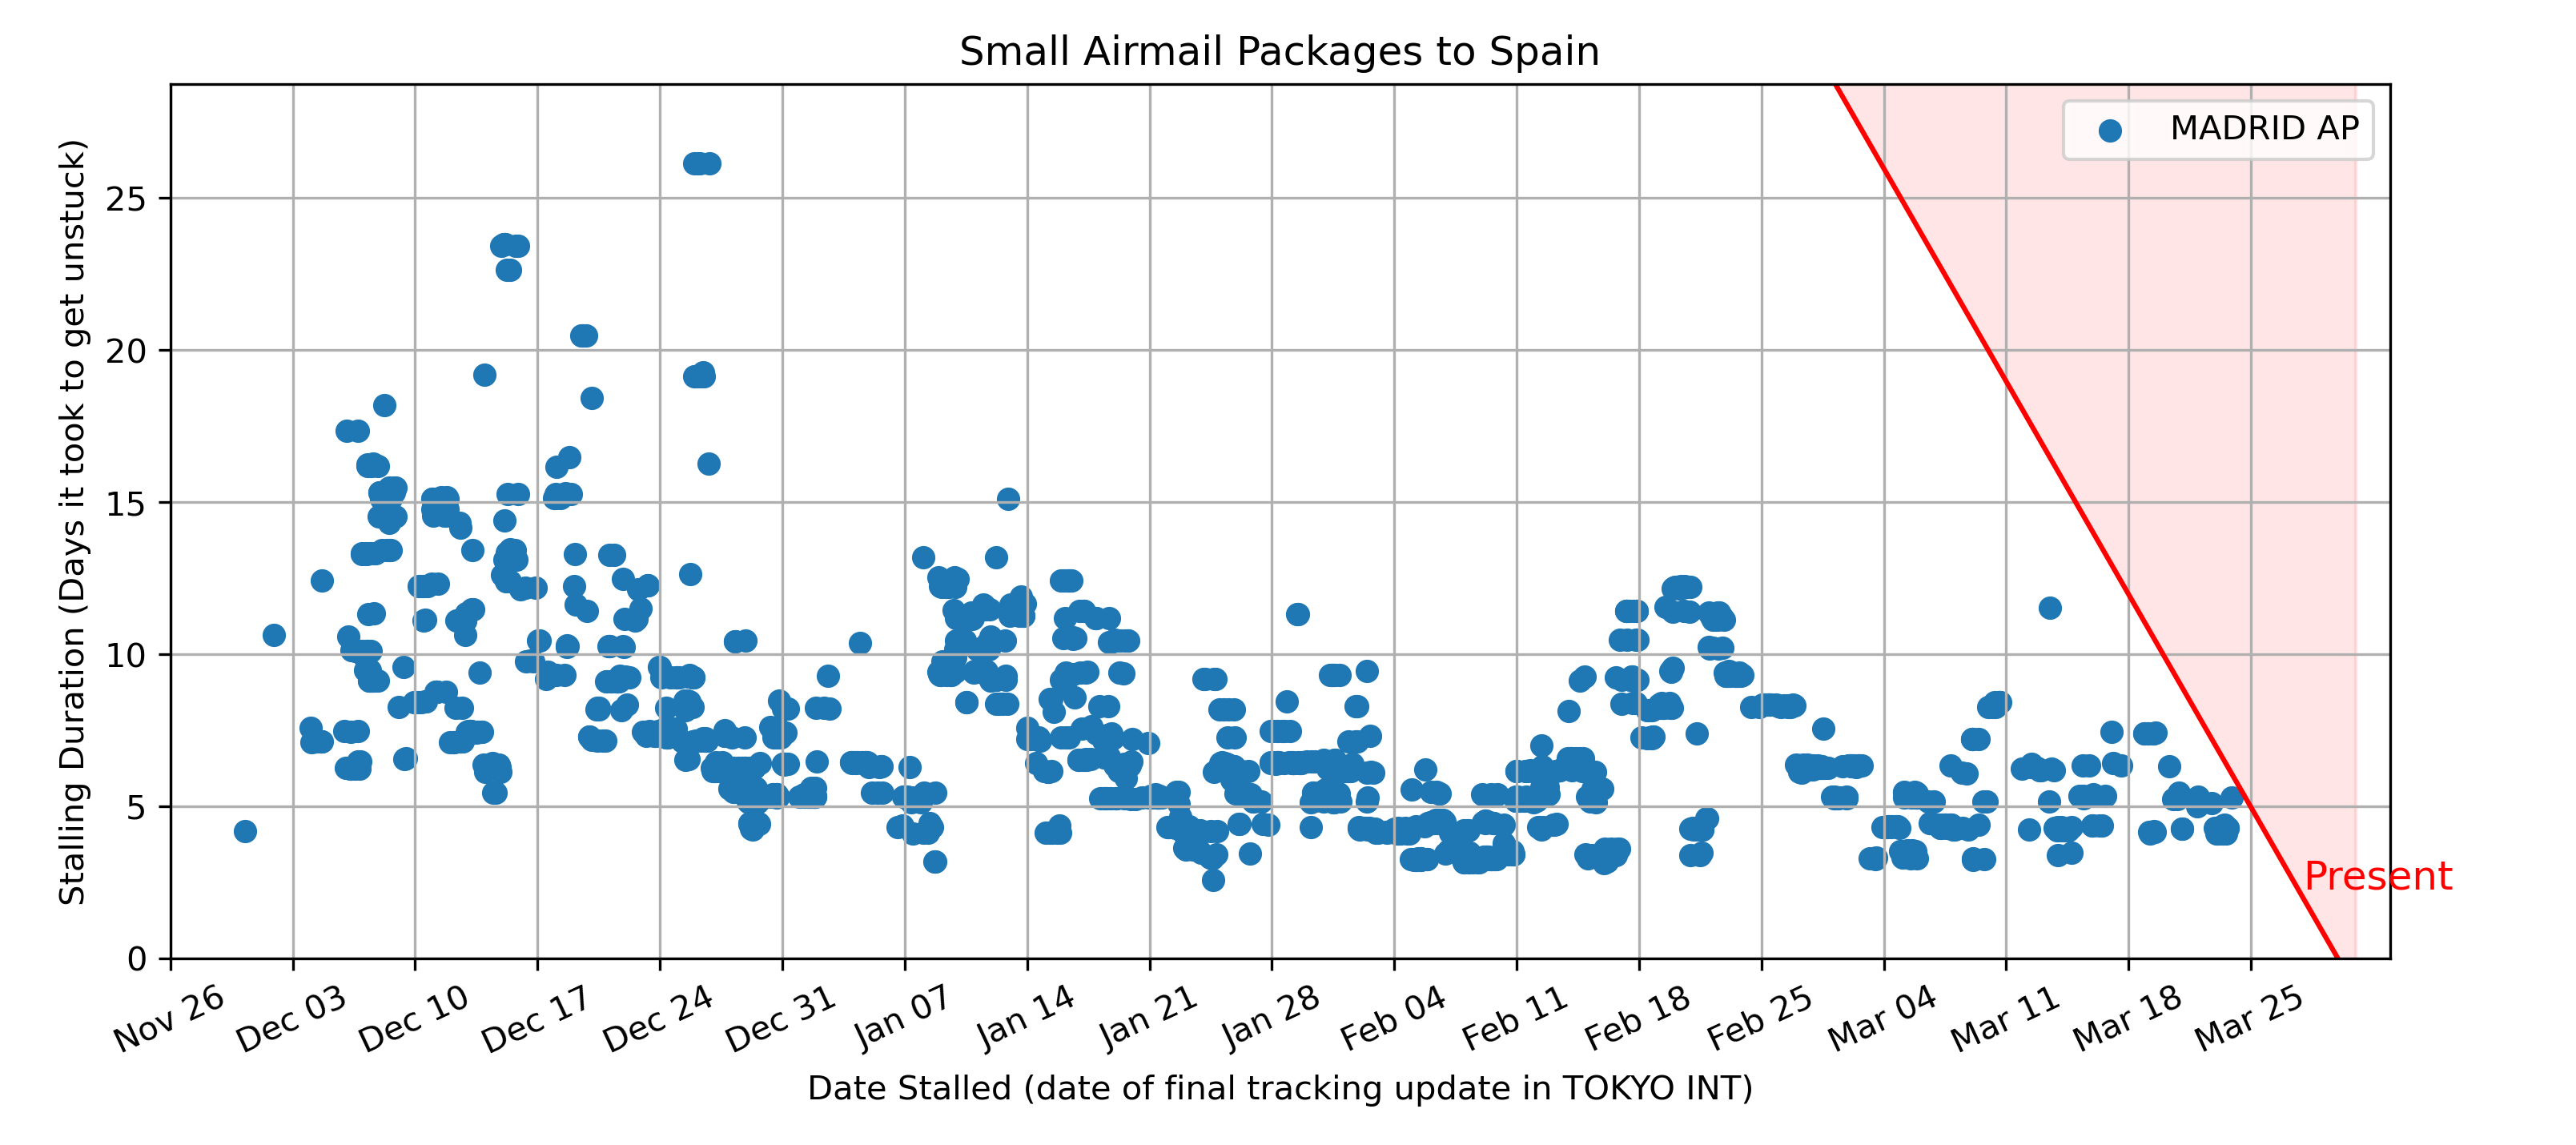 Small Airmail Packages to Spain
MADRID AP
Stalling Duration (Days it took to get unstuck)
25
20
15
10
5
0
Present
Nov 26 Dec 03 Dec 10 Dec 17 Dec 24 Dec 31 Jan 07 Jan 14 Jan 21 Jan 28 Feb 04 Feb 11 Feb 18 Feb 25 Mar 04 Mar 11 Mar 18 Mar 25
Date Stalled (date of final tracking update in TOKYO INT)